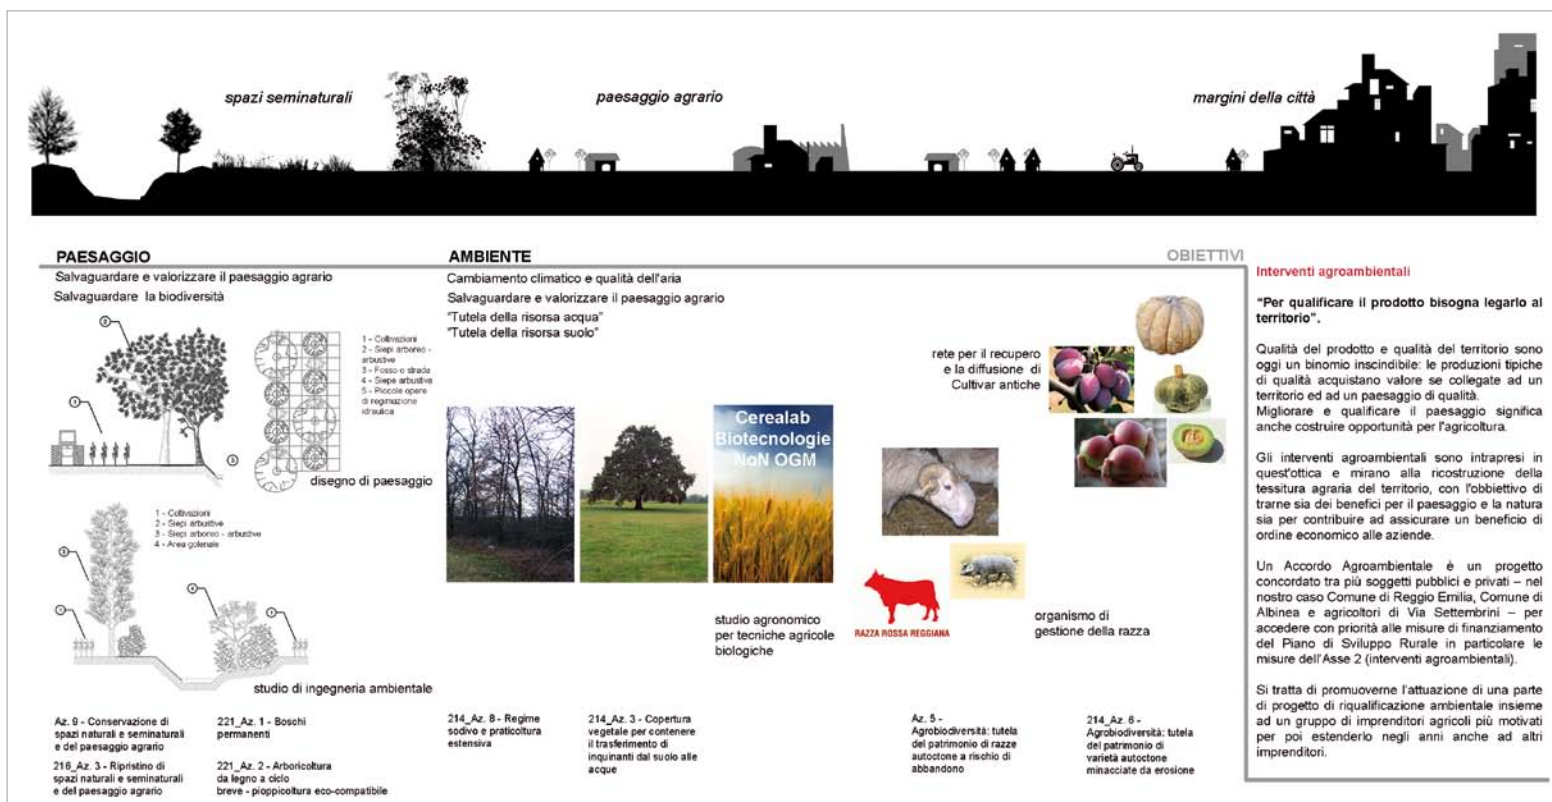 spazi seminaturali
paesaggio agrario
margini della città
PAESAGGIO
Salvaguardare e valorizzare il paesaggio agrario
Salvaguardare la biodiversità
2
1
3
1 - Coltivazioni
2 - Siepi arboreo -
arbustive
3 - Fosso o strada
4 - Siepe arbustiva
5 - Piccole opere
di regimazione
idraulica
disegno di paesaggio
1 - Coltivazioni
2 - Siepi arbustive
3 - Siepi arboreo - arbustive
4 - Area golenale
studio di ingegneria ambientale
Az. 9 - Conservazione di
spazi naturali e seminaturali
e del paesaggio agrario
216_Az. 3 - Ripristino di
spazi naturali e seminaturali
e del paesaggio agrario
221_Az. 1 - Boschi
permanenti
221_Az. 2 - Arboricoltura
da legno a ciclo
breve - pioppicoltura eco-compatibile
AMBIENTE
Cambiamento climatico e qualità dell'aria
Salvaguardare e valorizzare il paesaggio agrario
"Tutela della risorsa acqua"
"Tutela della risorsa suolo"
Cerealab
Biotecnologie
NoN OGM
studio agronomico
per tecniche agricole
biologiche
214_Az. 8 - Regime
sodivo e praticoltura
estensiva
214_Az. 3 - Copertura
vegetale per contenere
il trasferimento di
inquinanti dal suolo alle
acque
OBIETTIVI
rete per il recupero
e la diffusione di
Cultivar antiche
RAZZA ROSSA REGGIANA
organismo di
gestione della razza
Az. 5 -
Agrobiodiversità: tutela
del patrimonio di razze
autoctone a rischio di
abbandono
214_Az. 6 -
Agrobiodiversità: tutela
del patrimonio di
varietà autoctone
minacciate da erosione
Interventi agroambientali
"Per qualificare il prodotto bisogna legarlo al
territorio".
Qualità del prodotto e qualità del territorio sono
oggi un binomio inscindibile: le produzioni tipiche
di qualità acquistano valore se collegate ad un
territorio ed ad un paesaggio di qualità.
Migliorare e qualificare il paesaggio significa
anche costruire opportunità per l'agricoltura.
Gli interventi agroambientali sono intrapresi in
quest'ottica e mirano alla ricostruzione della
tessitura agraria del territorio, con l'obbiettivo di
trarne sia dei benefici per il paesaggio e la natura
sia per contribuire ad assicurare un beneficio di
ordine economico alle aziende.
Un Accordo Agroambientale è un progetto
concordato tra più soggetti pubblici e privati – nel
nostro caso Comune di Reggio Emilia, Comune di
Albinea e agricoltori di Via Settembrini – per
accedere con priorità alle misure di finanziamento
del Piano di Sviluppo Rurale in particolare le
misure dell'Asse 2 (interventi agroambientali).
Si tratta di promuoverne l'attuazione di una parte
di progetto di riqualificazione ambientale insieme
ad un gruppo di imprenditori agricoli più motivati
per poi estenderlo negli anni anche ad altri
imprenditori.